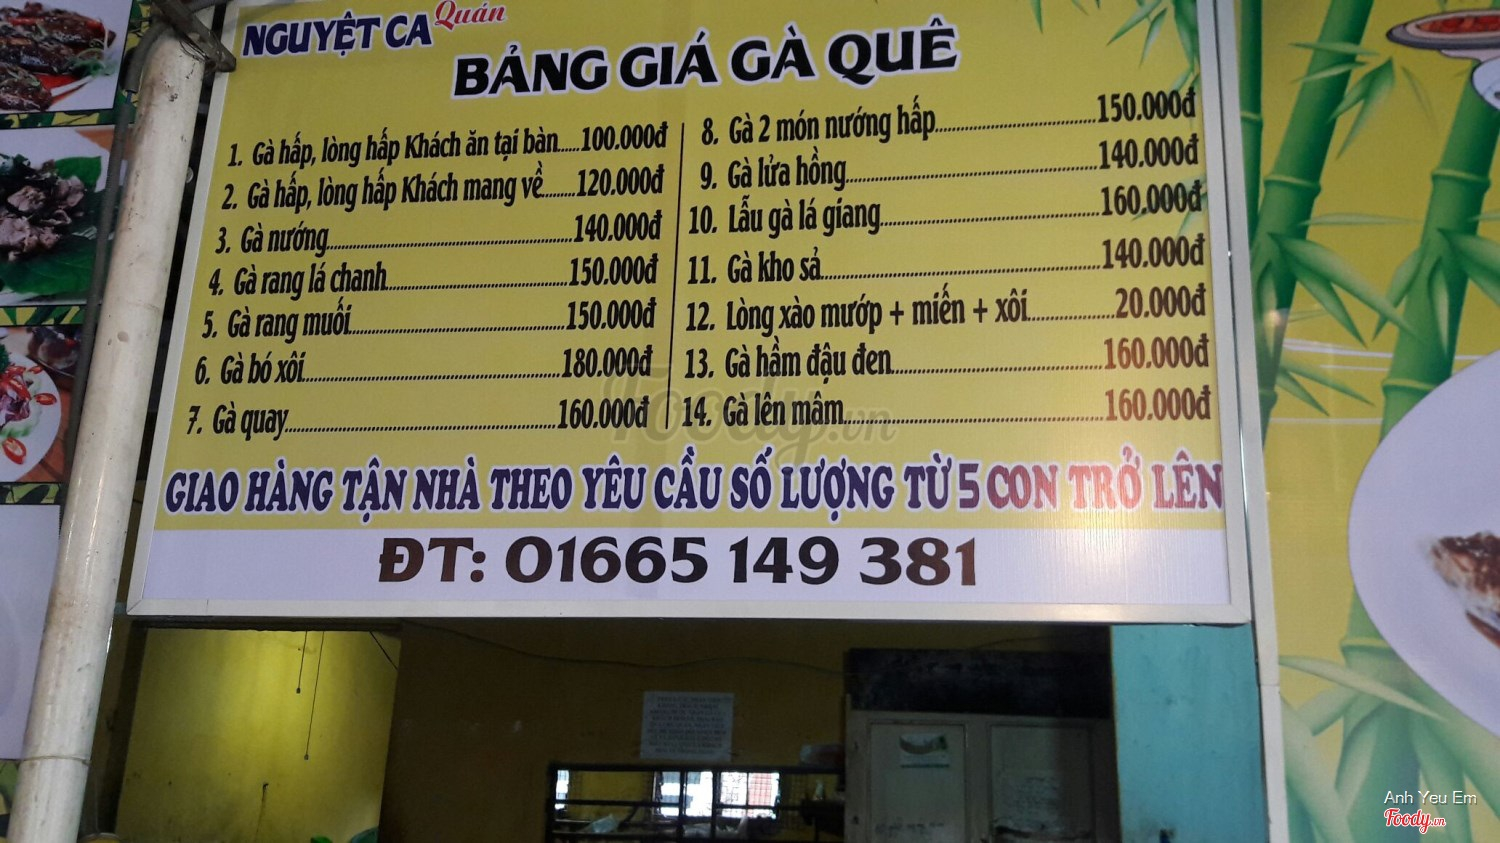 NGUYỆT CA Quán
BẢNG GIÁ GÀ QUÊ
1. Gà hấp, lòng hấp Khách ăn tại bàn.....100.000đ
2. Gà hấp, lòng hấp Khách mang về.......120.000đ
3. Gà nướng..........140.000đ
4. Gà rang lá chanh..........150.000đ
5. Gà rang muối..........150.000đ
6. Gà bó xôi..........180.000đ
7. Gà quay..........160.000đ
8. Gà 2 món nướng hấp..........150.000đ
9. Gà lửa hồng..........140.000đ
10. Lẫu gà lá giang..........160.000đ
11. Gà kho sả..........140.000đ
12. Lòng xào mướp + miến + xôi..........20.000đ
13. Gà hầm đậu đen..........160.000đ
14. Gà lên mâm..........160.000đ
GIAO HÀNG TẬN NHÀ THEO YÊU CẦU SỐ LƯỢNG TỪ 5 CON TRỞ LÊN
ĐT: 01665 149 381
Foody.vn
Anh Yeu Em
Foody.vn